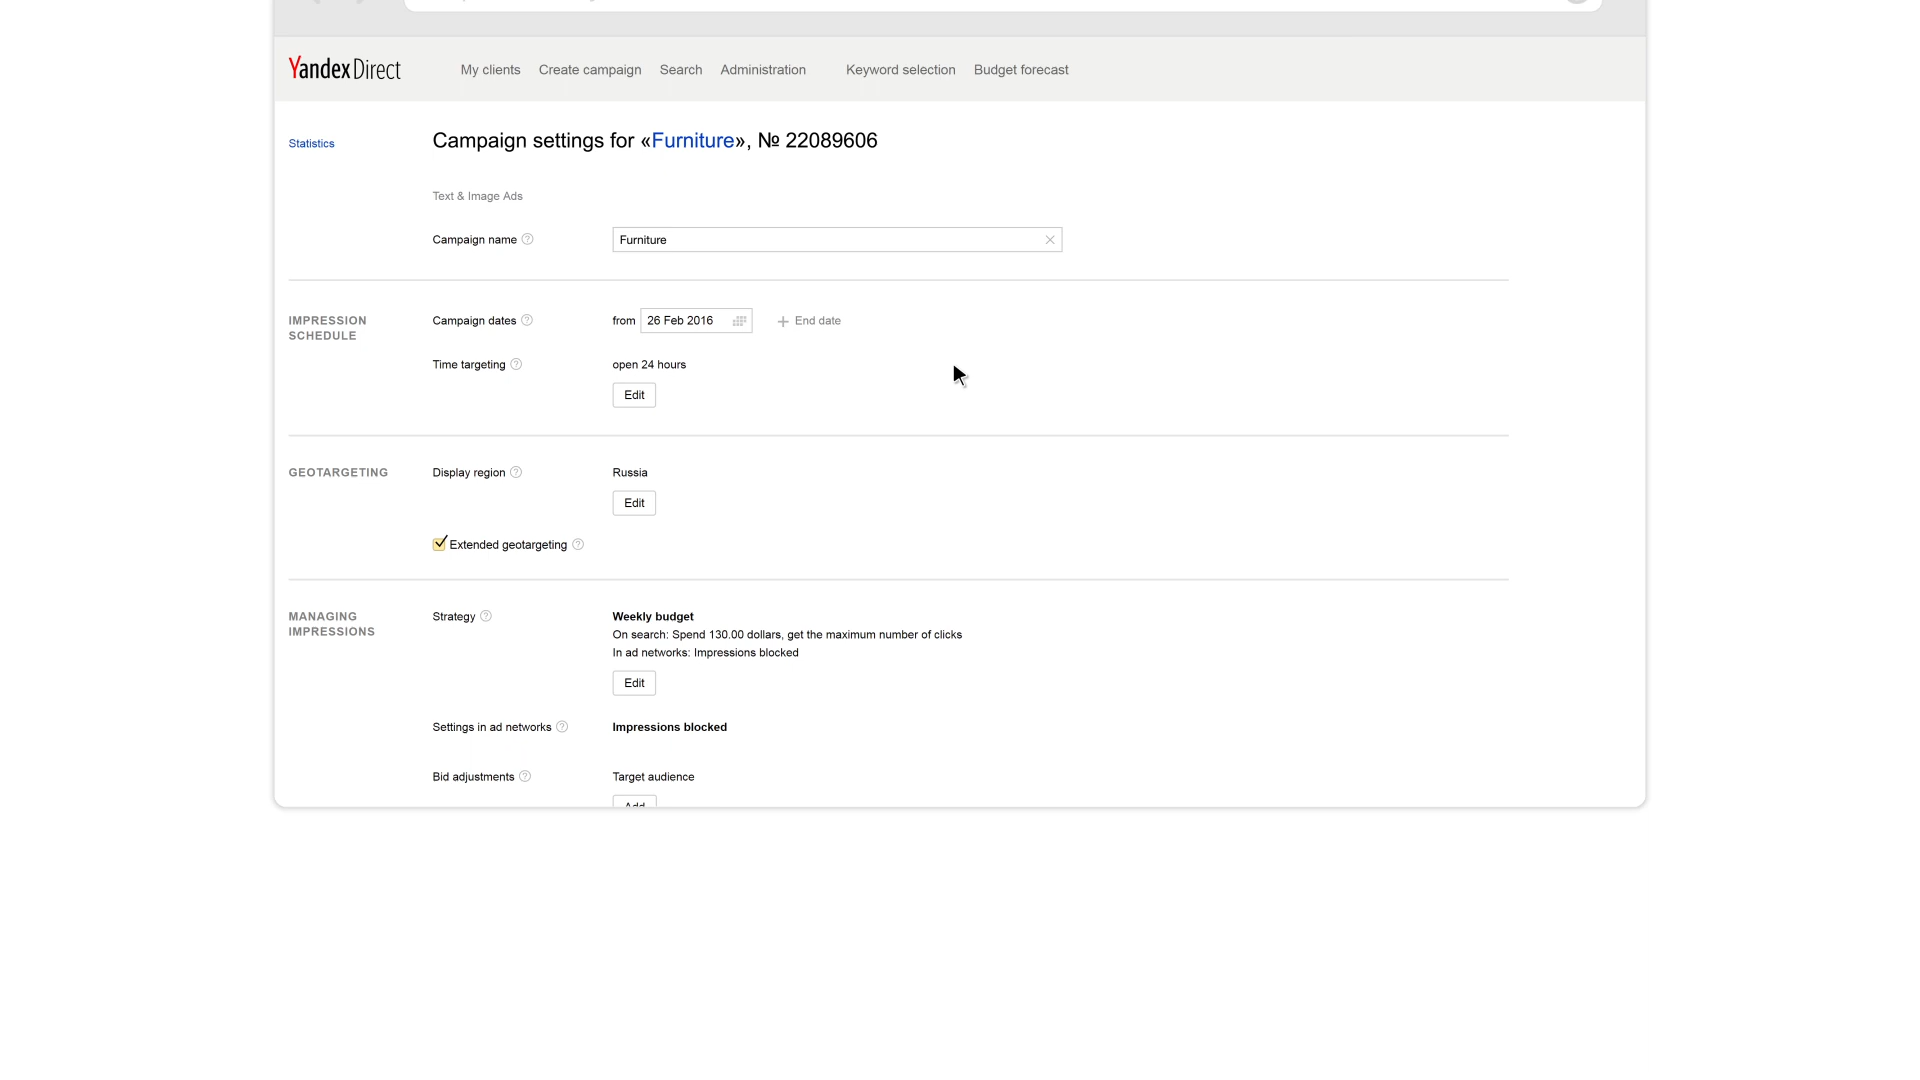 Yandex Direct My clients Create campaign Search Administration Keyword selection Budget forecast
Statistics
Campaign settings for «Furniture», № 22089606
Text & Image Ads
Campaign name ? Furniture
IMPRESSION
SCHEDULE
Campaign dates ? from 26 Feb 2016 + End date
Time targeting ? open 24 hours
Edit
GEOTARGETING
Display region ? Russia
Edit
Extended geotargeting ?
MANAGING
IMPRESSIONS
Strategy ? Weekly budget
On search: Spend 130.00 dollars, get the maximum number of clicks
In ad networks: Impressions blocked
Edit
Settings in ad networks ? Impressions blocked
Bid adjustments ? Target audience
Add